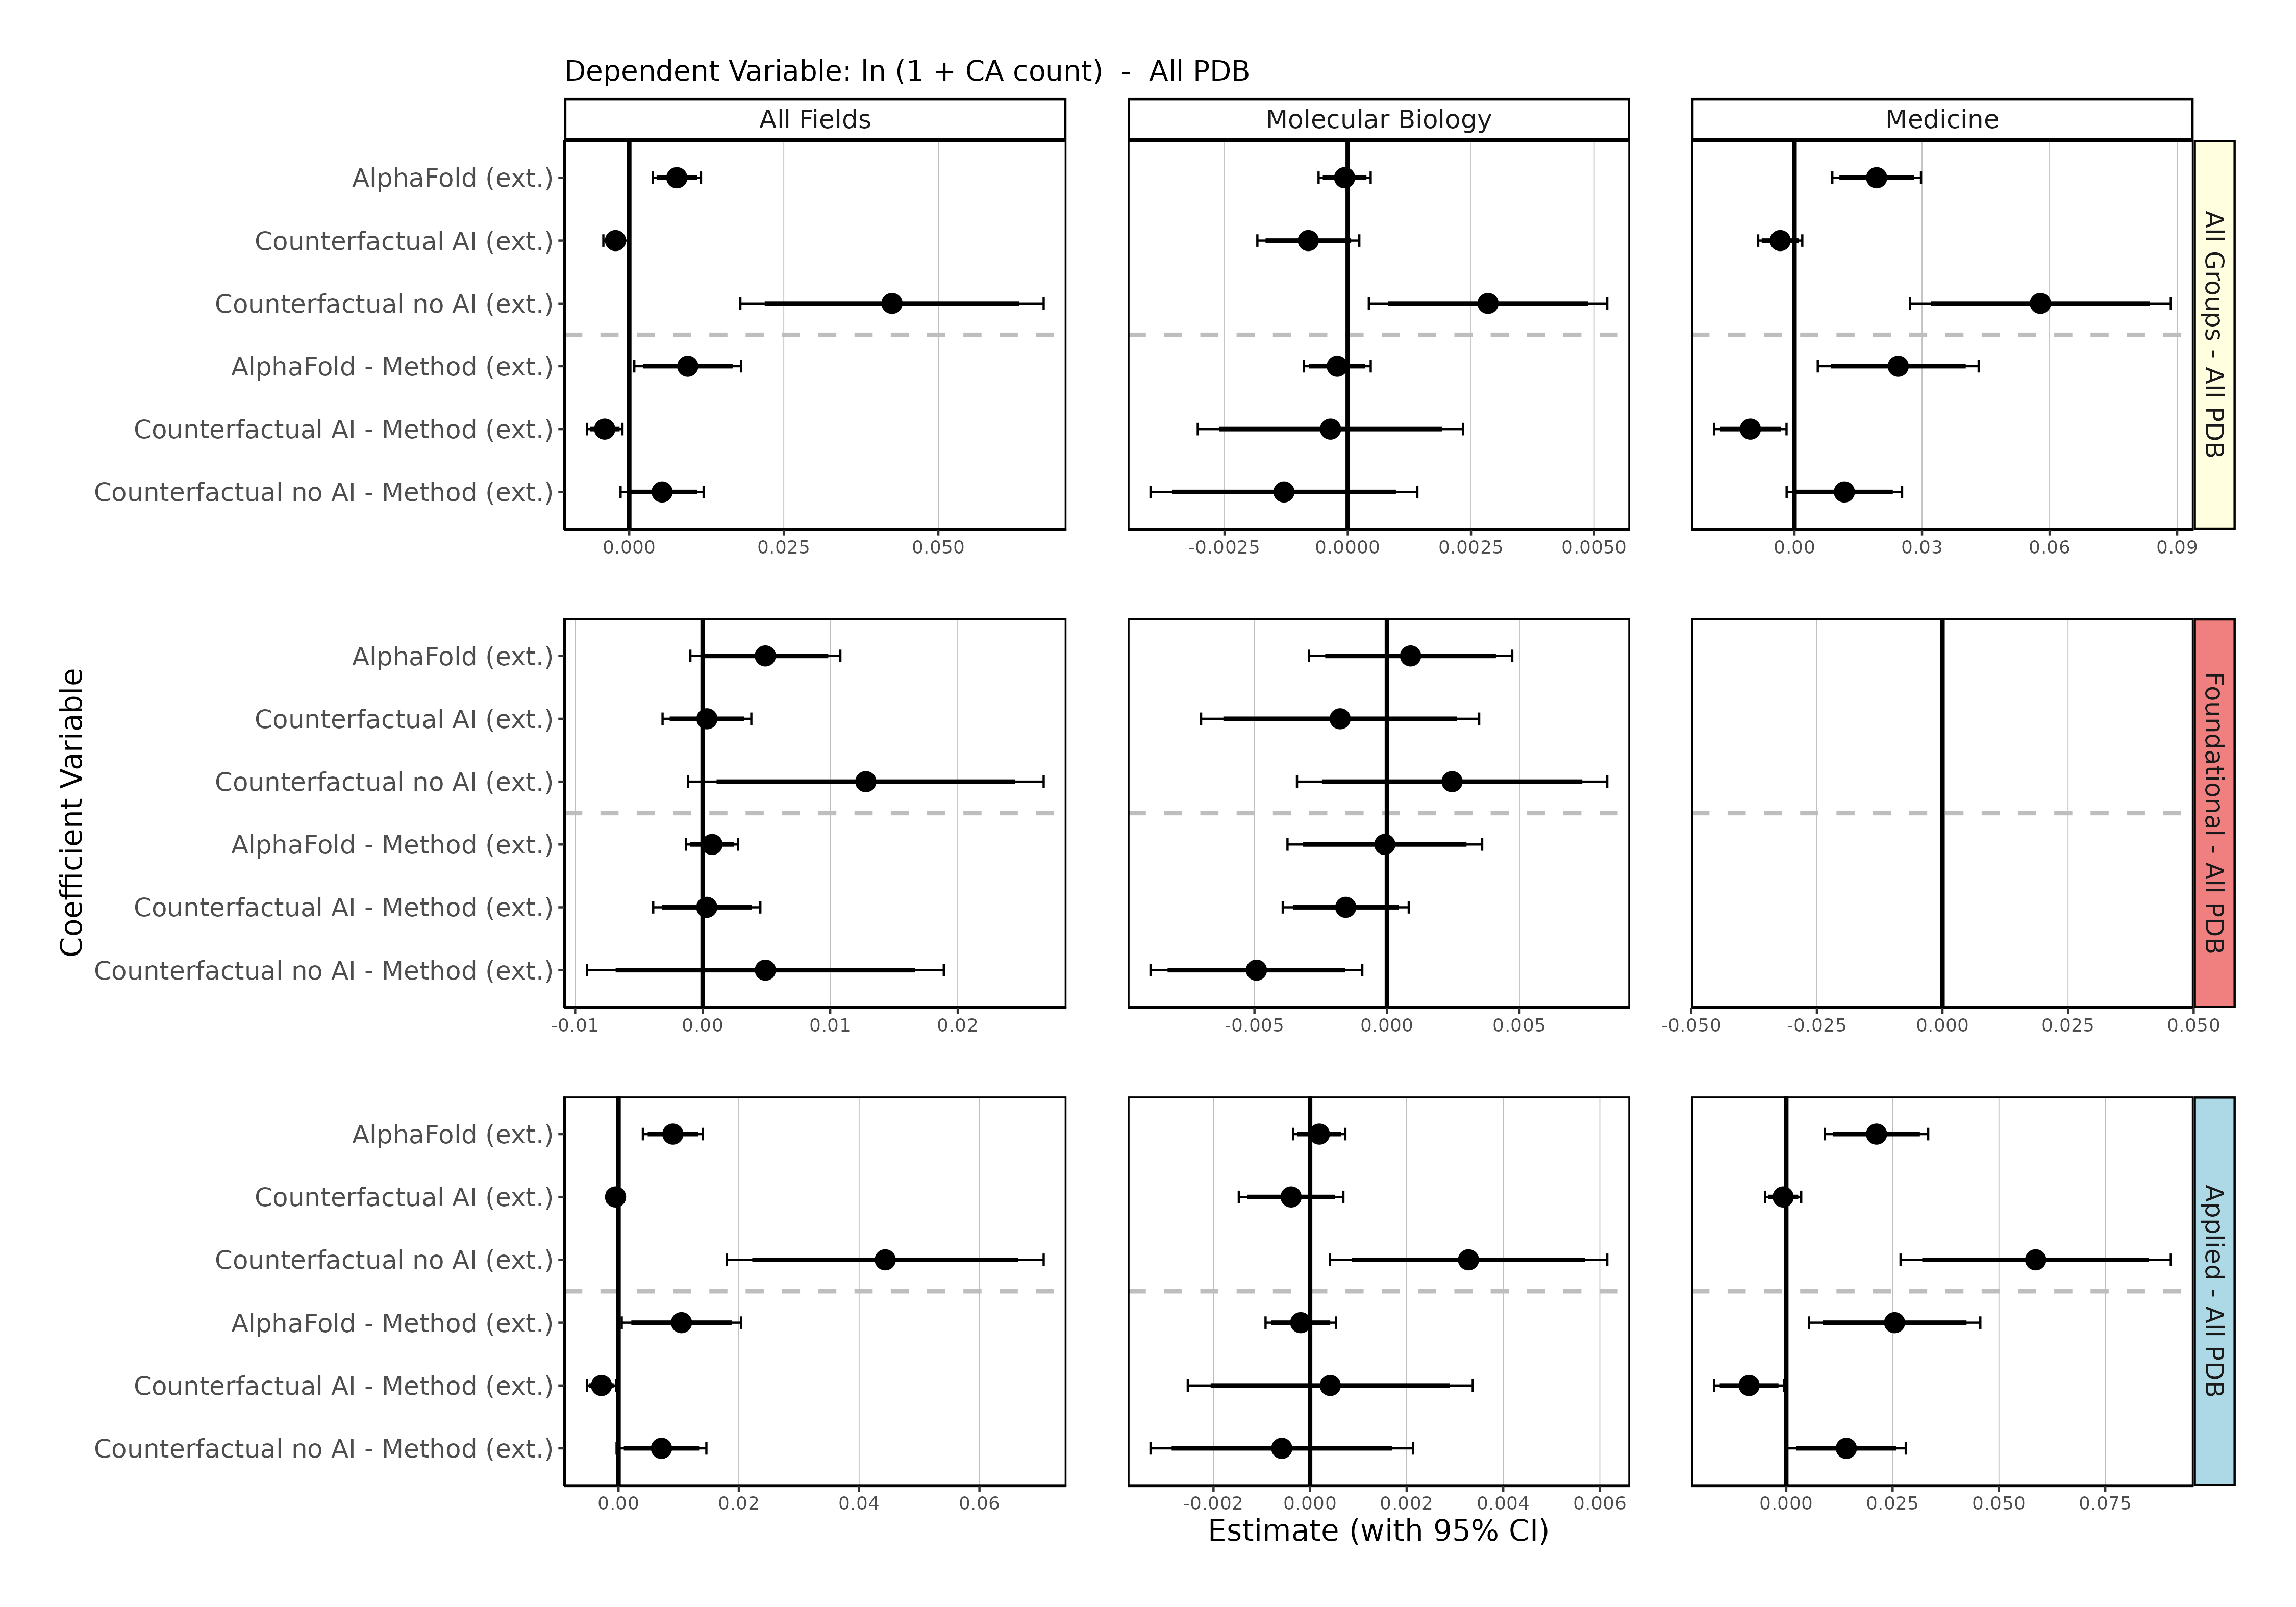 Dependent Variable: ln (1 + CA count)  -  All PDB
All Fields
Molecular Biology
Medicine
AlphaFold (ext.)
Counterfactual AI (ext.)
Counterfactual no AI (ext.)
AlphaFold - Method (ext.)
Counterfactual AI - Method (ext.)
Counterfactual no AI - Method (ext.)
All Groups - All PDB
0.000 0.025 0.050
-0.0025 0.0000 0.0025 0.0050
0.00 0.03 0.06 0.09
Coefficient Variable
AlphaFold (ext.)
Counterfactual AI (ext.)
Counterfactual no AI (ext.)
AlphaFold - Method (ext.)
Counterfactual AI - Method (ext.)
Counterfactual no AI - Method (ext.)
Foundational - All PDB
-0.01 0.00 0.01 0.02
-0.005 0.000 0.005
-0.050 -0.025 0.000 0.025 0.050
AlphaFold (ext.)
Counterfactual AI (ext.)
Counterfactual no AI (ext.)
AlphaFold - Method (ext.)
Counterfactual AI - Method (ext.)
Counterfactual no AI - Method (ext.)
Applied - All PDB
0.00 0.02 0.04 0.06
-0.002 0.000 0.002 0.004 0.006
0.000 0.025 0.050 0.075
Estimate (with 95% CI)